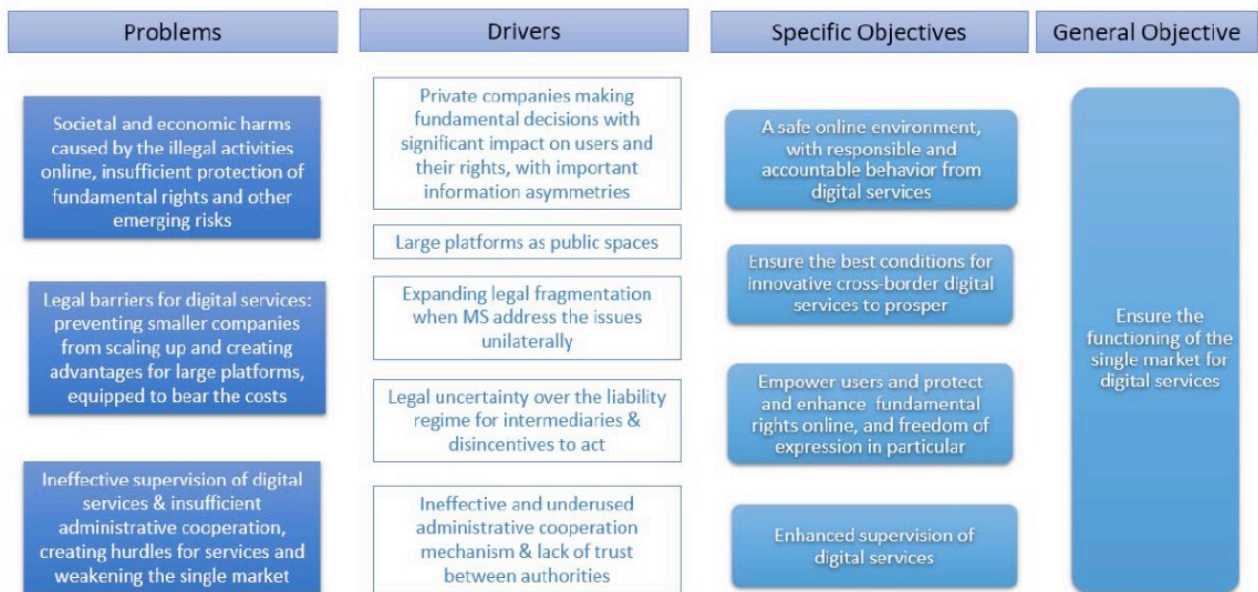 Problems
Drivers
Specific Objectives
General Objective
Societal and economic harms
caused by the illegal activities
online, insufficient protection of
fundamental rights and other
emerging risks
Legal barriers for digital services:
preventing smaller companies
from scaling up and creating
advantages for large platforms,
equipped to bear the costs
Ineffective supervision of digital
services & insufficient
administrative cooperation,
creating hurdles for services and
weakening the single market
Private companies making
fundamental decisions with
significant impact on users and
their rights, with important
information asymmetries
Large platforms as public spaces
Expanding legal fragmentation
when MS address the issues
unilaterally
Legal uncertainty over the liability
regime for intermediaries &
disincentives to act
Ineffective and underused
administrative cooperation
mechanism & lack of trust
between authorities
A safe online environment,
with responsible and
accountable behavior from
digital services
Ensure the best conditions for
innovative cross-border digital
services to prosper
Empower users and protect
and enhance fundamental
rights online, and freedom of
expression in particular
Enhanced supervision of
digital services
Ensure the
functioning of the
single market for
digital services